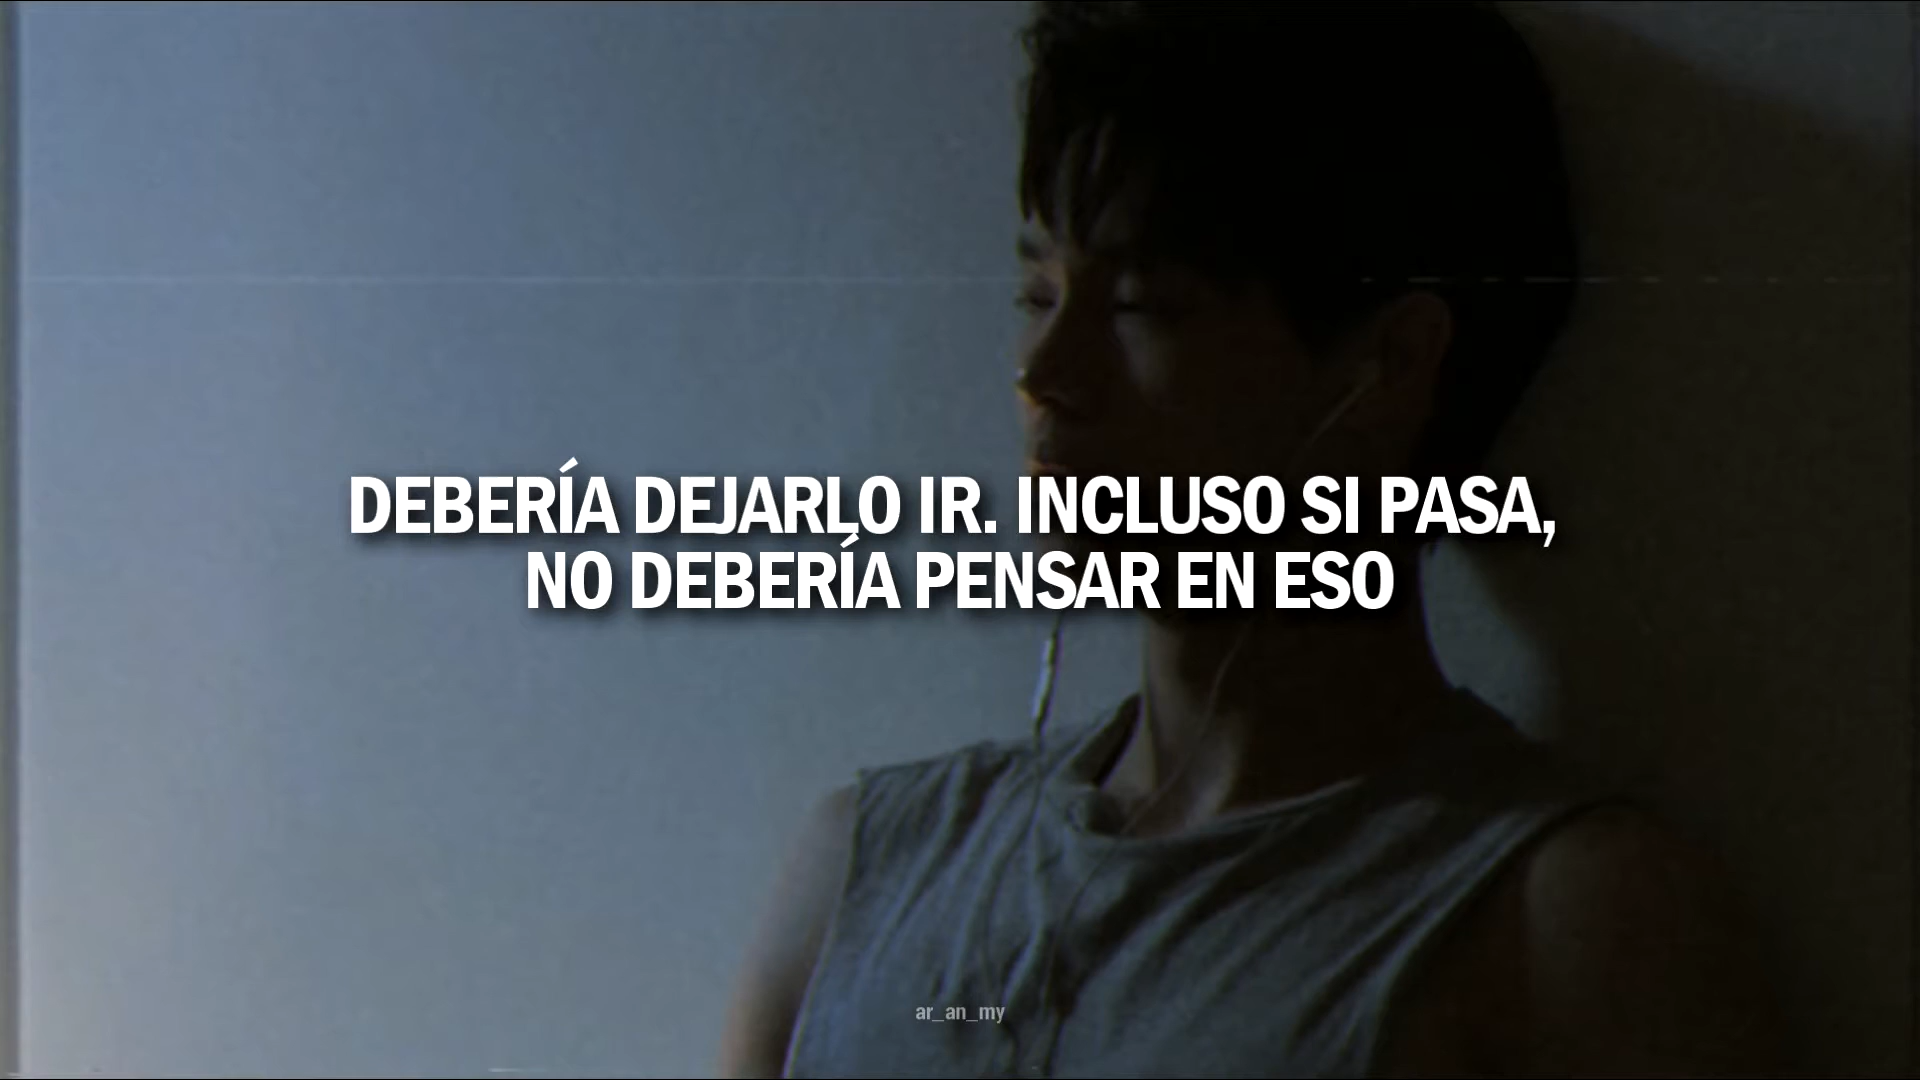 DEBERÍA DEJARLO IR. INCLUSO SI PASA,
NO DEBERÍA PENSAR EN ESO
ar_an_my